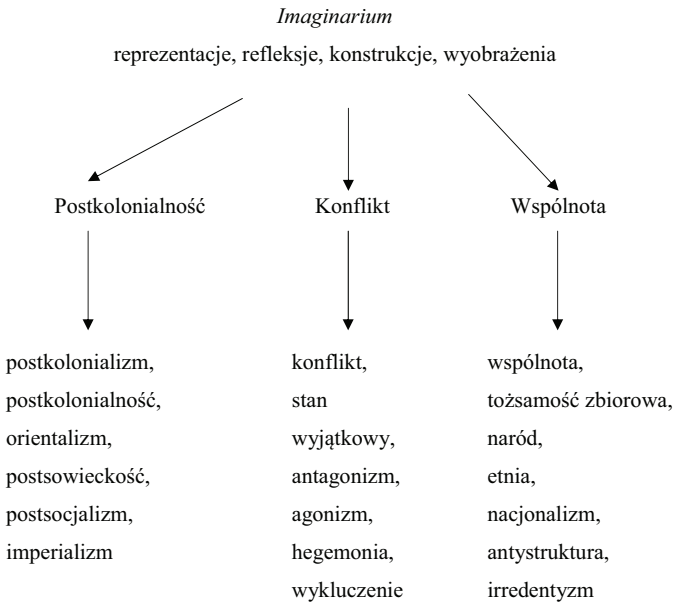 Imaginarium
reprezentacje, refleksje, konstrukcje, wyobrażenia
Postkolonialność
Konflikt
Wspólnota
postkolonializm,
postkolonialność,
orientalizm,
postsowieckość,
postsocjalizm,
imperializm
konflikt,
stan
wyjątkowy,
antagonizm,
agonizm,
hegemonia,
wykluczenie
wspólnota,
tożsamość zbiorowa,
naród,
etnia,
nacjonalizm,
antystruktura,
irredentyzm